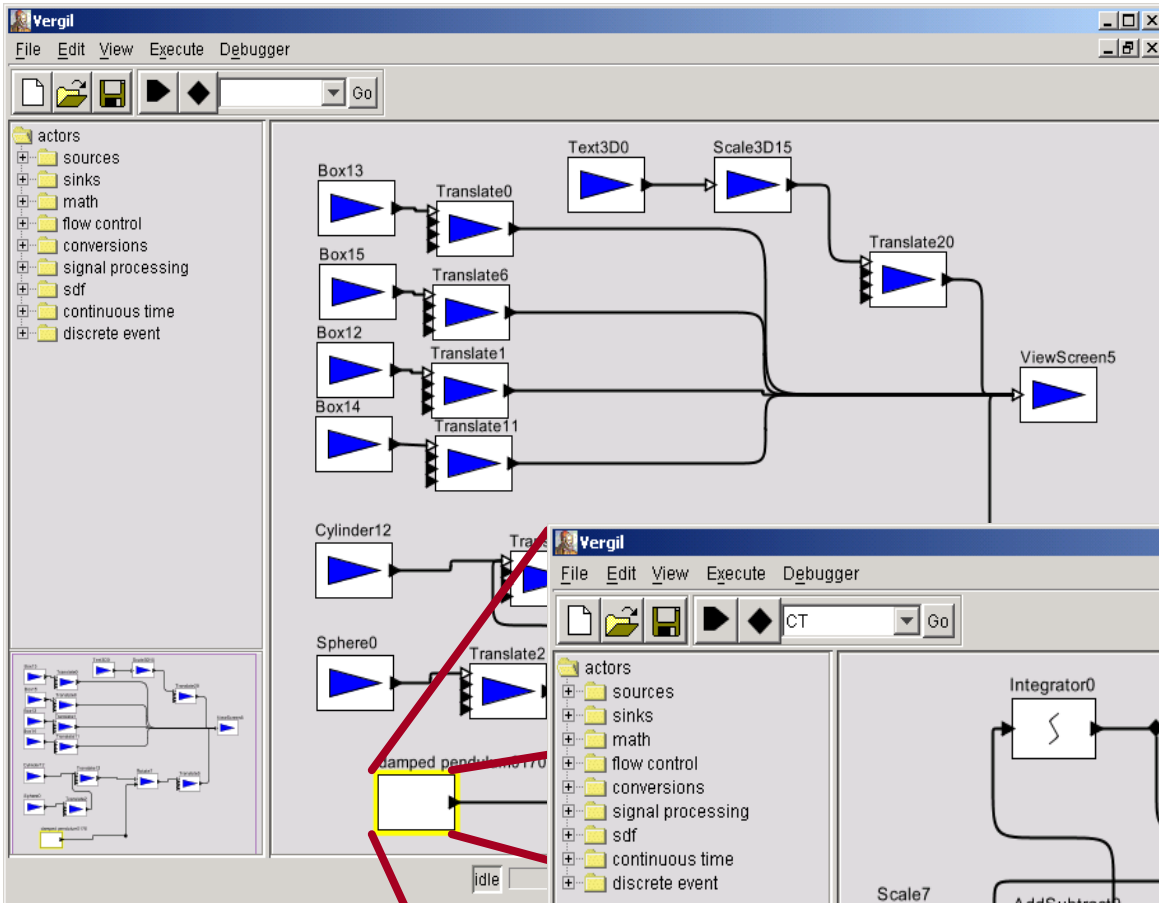 Vergil
File Edit View Execute Debugger
Go
actors
sources
sinks
math
flow control
conversions
signal processing
sdf
continuous time
discrete event
Text3D0
Scale3D15
Box13
Translate0
Translate20
Box15
Translate6
Box12
Translate1
ViewScreen5
Box14
Translate11
Cylinder12
Sphere0
Translate2
damped pendulum0170
idle
Vergil
File Edit View Execute Debugger
CT
Go
actors
sources
sinks
math
flow control
conversions
signal processing
sdf
continuous time
discrete event
Integrator0
Scale7